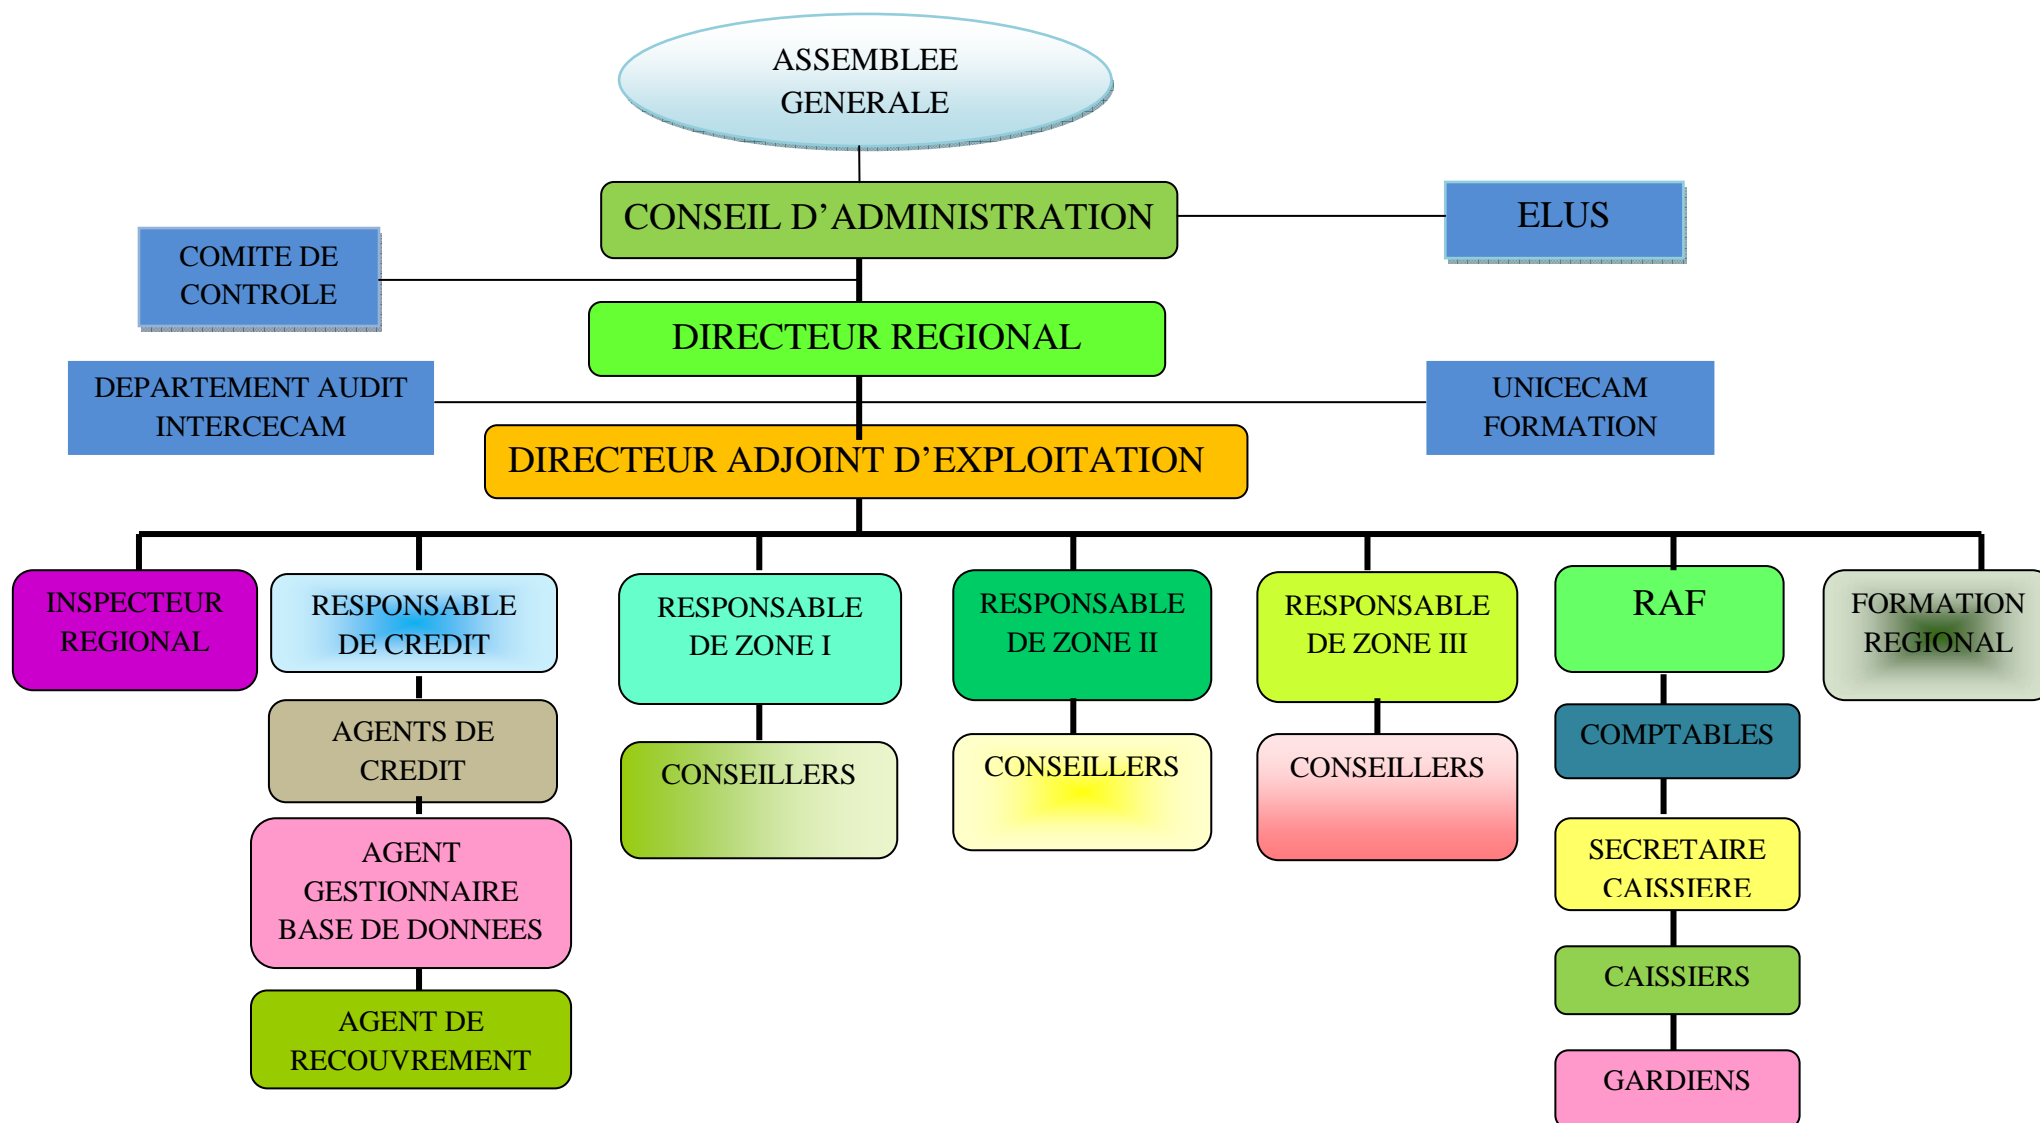 ASSEMBLEE
GENERALE
CONSEIL D’ADMINISTRATION
ELUS
COMITE DE
CONTROLE
DIRECTEUR REGIONAL
DEPARTEMENT AUDIT
INTERCECAM
UNICECAM
FORMATION
DIRECTEUR ADJOINT D’EXPLOITATION
INSPECTEUR
REGIONAL
RESPONSABLE
DE CREDIT
RESPONSABLE
DE ZONE I
RESPONSABLE
DE ZONE II
RESPONSABLE
DE ZONE III
RAF
FORMATION
REGIONAL
AGENTS DE
CREDIT
CONSEILLERS
CONSEILLERS
CONSEILLERS
COMPTABLES
AGENT
GESTIONNAIRE
BASE DE DONNEES
SECRETAIRE
CAISSIERE
AGENT DE
RECOUVREMENT
CAISSIERS
GARDIENS